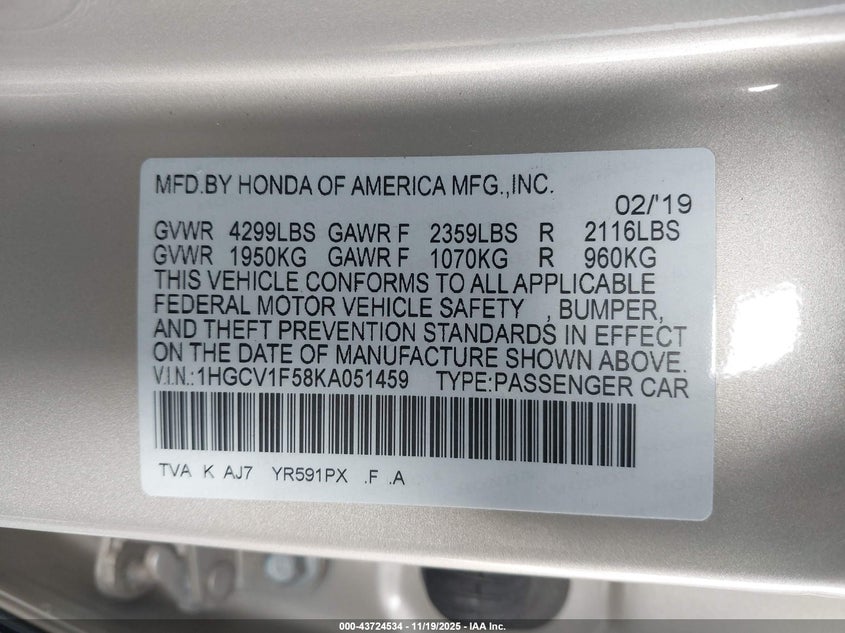 MFD.BY HONDA OF AMERICA MFG.,INC.
02/'19
GVWR 4299LBS GAWR F 2359LBS R 2116LBS
GVWR 1950KG GAWR F 1070KG R 960KG
THIS VEHICLE CONFORMS TO ALL APPLICABLE
FEDERAL MOTOR VEHICLE SAFETY , BUMPER,
AND THEFT PREVENTION STANDARDS IN EFFECT
ON THE DATE OF MANUFACTURE SHOWN ABOVE.
V.I.N.:1HGCV1F58KA051459 TYPE:PASSENGER CAR
TVA K AJ7 YR591PX .F .A
000-43724534 | 11/19/2025 - IAA Inc.